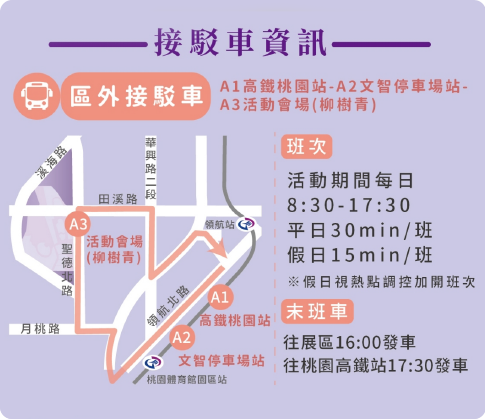 接駁車資訊
區外接駁車
A1高鐵桃園站-A2文智停車場站-
A3活動會場(柳樹青)
溪海路
華興路二段
田溪路
A3
活動會場
(柳樹青)
聖德北路
領航站
領航北路
A1
高鐵桃園站
月桃路
A2
文智停車場站
桃園體育館園區站
班次
活動期間每日
8:30-17:30
平日30min/班
假日15min/班
※假日視熱點調控加開班次
末班車
往展區16:00發車
往桃園高鐵站17:30發車